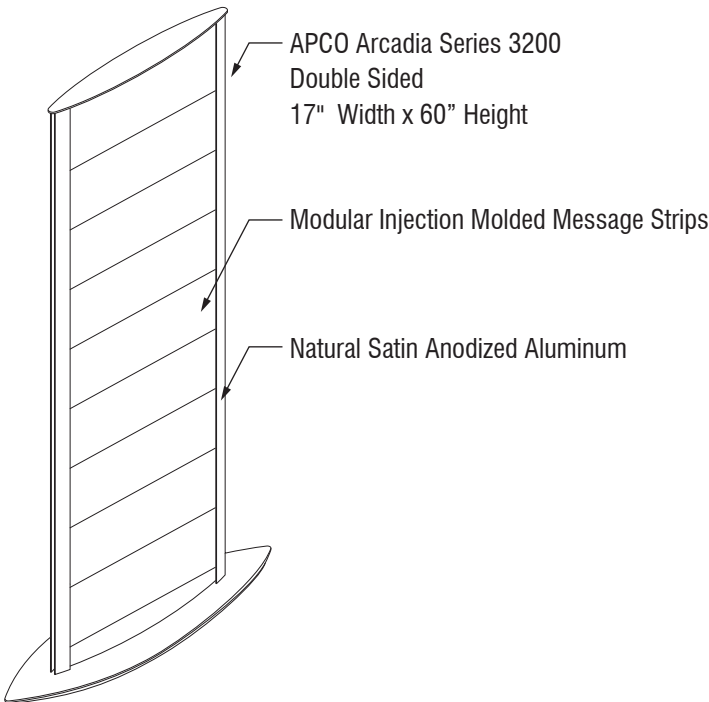 APCO Arcadia Series 3200
Double Sided
17" Width x 60” Height
Modular Injection Molded Message Strips
Natural Satin Anodized Aluminum